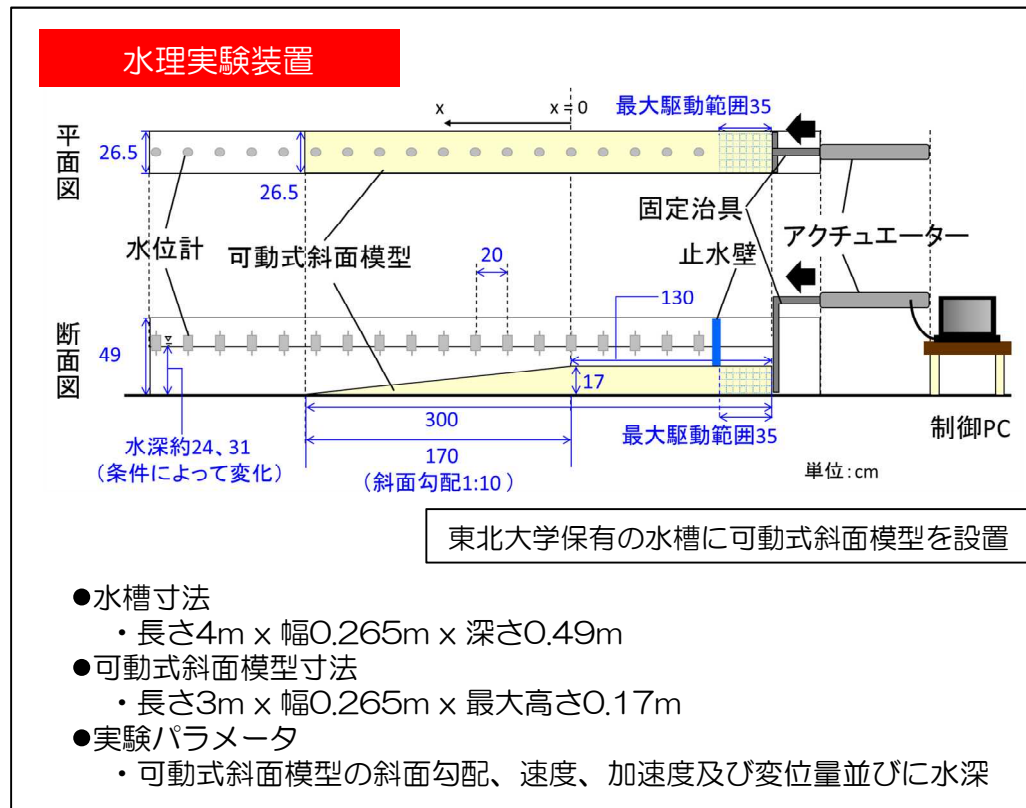 水理実験装置
x
x = 0
最大駆動範囲35
平面図
26.5
26.5
固定治具
アクチュエーター
水位計
可動式斜面模型
20
止水壁
130
断面図
49
17
300
最大駆動範囲35
制御PC
水深約24、31
(条件によって変化)
170
(斜面勾配1:10 )
単位:cm
東北大学保有の水槽に可動式斜面模型を設置
●水槽寸法
・長さ4m x 幅0.265m x 深さ0.49m
●可動式斜面模型寸法
・長さ3m x 幅0.265m x 最大高さ0.17m
●実験パラメータ
・可動式斜面模型の斜面勾配、速度、加速度及び変位量並びに水深